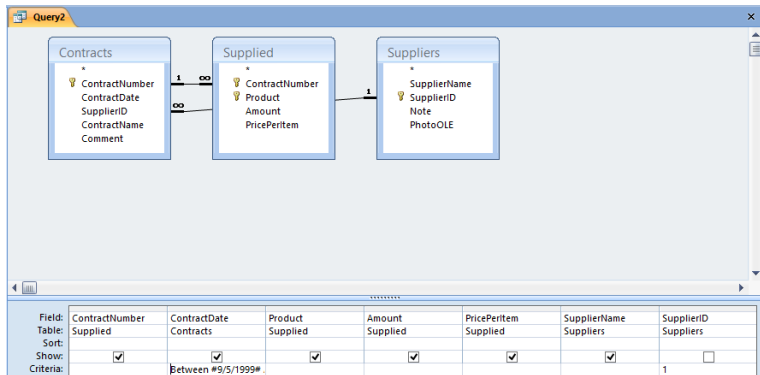 Query2
Contracts
*
ContractNumber
ContractDate
SupplierID
ContractName
Comment
1 ∞
∞
Supplied
*
ContractNumber
Product
Amount
PricePerItem
1
Suppliers
*
SupplierName
SupplierID
Note
PhotoOLE
Field: ContractNumber ContractDate Product Amount PricePerItem SupplierName SupplierID
Table: Supplied Contracts Supplied Supplied Supplied Suppliers Suppliers
Sort:
Show:
Criteria: Between #9/5/1999# 1